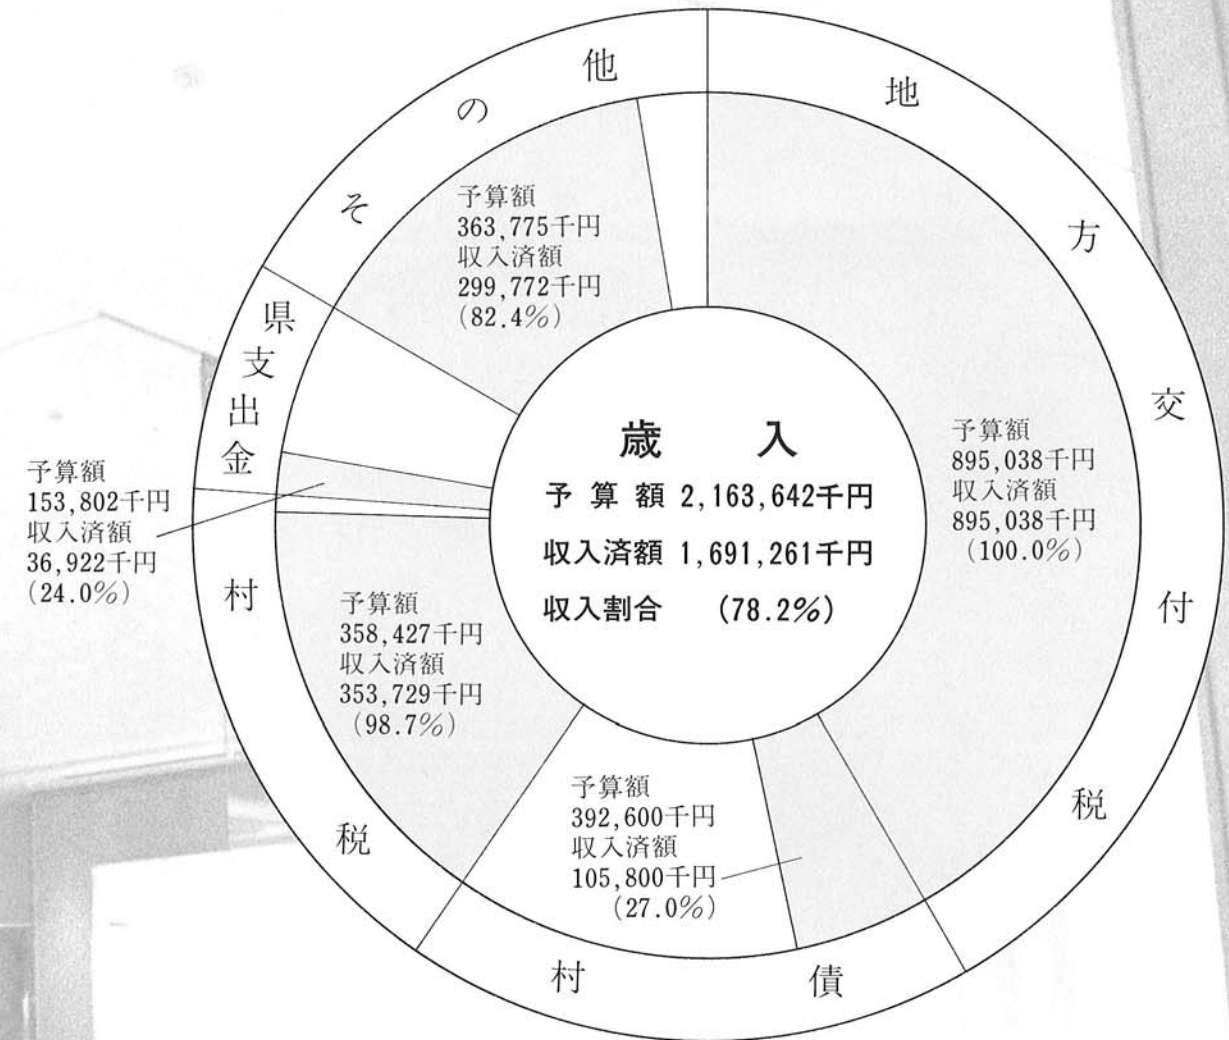 歳入
予算額 2,163,642千円
収入済額 1,691,261千円
収入割合 (78.2%)
地方交付税
予算額
895,038千円
収入済額
895,038千円
(100.0%)
村債
予算額
392,600千円
収入済額
105,800千円
(27.0%)
村税
予算額
358,427千円
収入済額
353,729千円
(98.7%)
県支出金
予算額
153,802千円
収入済額
36,922千円
(24.0%)
その他
予算額
363,775千円
収入済額
299,772千円
(82.4%)